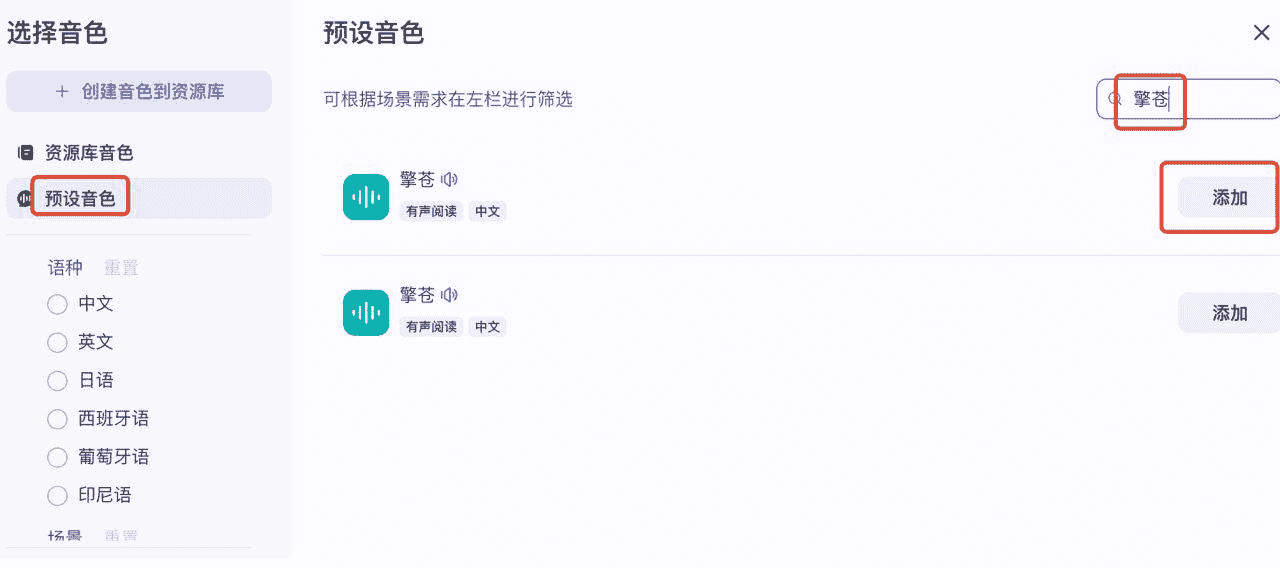 选择音色
+ 创建音色到资源库
资源库音色
预设音色
语种 重置
中文
英文
日语
西班牙语
葡萄牙语
印尼语
场景 重置
预设音色
可根据场景需求在左栏进行筛选
擎苍
擎苍
有声阅读 中文
添加
擎苍
有声阅读 中文
添加